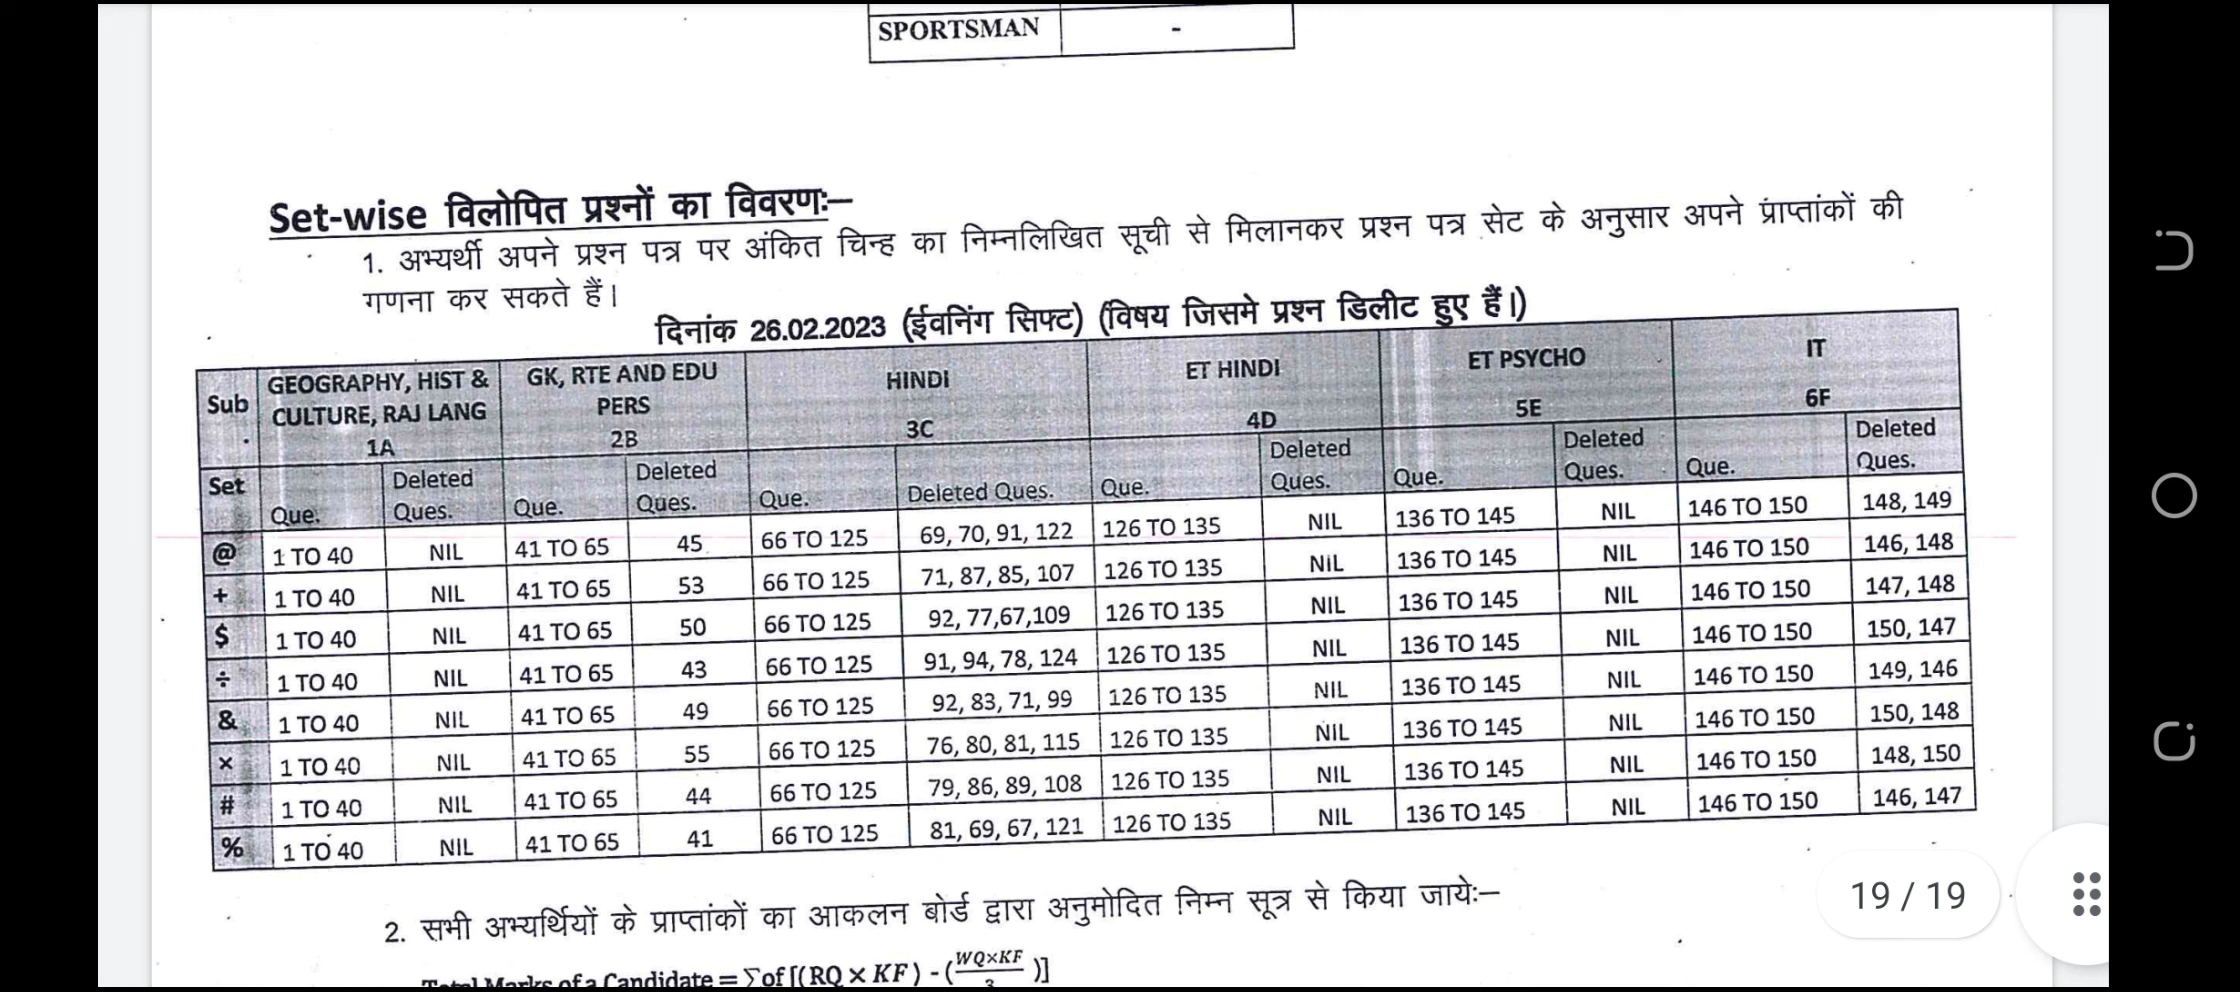 SPORTSMAN -
Set-wise विलोपित प्रश्नों का विवरणः–
1. अभ्यर्थी अपने प्रश्न पत्र पर अंकित चिन्ह का निम्नलिखित सूची से मिलानकर प्रश्न पत्र सेट के अनुसार अपने प्राप्तांकों की
गणना कर सकते हैं।
दिनांक 26.02.2023 (ईवनिंग सिफ्ट) (विषय जिसमे प्रश्न डिलीट हुए हैं।)
Sub. GEOGRAPHY, HIST & CULTURE, RAJ LANG 1A GK, RTE AND EDU PERS 2B HINDI 3C ET HINDI 4D ET PSYCHO 5E IT 6F
Set Que. Deleted Ques. Que. Deleted Ques. Que. Deleted Ques. Que. Deleted Ques. Que. Deleted Ques. Que. Deleted Ques.
@ 1 TO 40 NIL 41 TO 65 45 66 TO 125 69, 70, 91, 122 126 TO 135 NIL 136 TO 145 NIL 146 TO 150 148, 149
+ 1 TO 40 NIL 41 TO 65 53 66 TO 125 71, 87, 85, 107 126 TO 135 NIL 136 TO 145 NIL 146 TO 150 146, 148
$ 1 TO 40 NIL 41 TO 65 50 66 TO 125 92, 77,67,109 126 TO 135 NIL 136 TO 145 NIL 146 TO 150 147, 148
÷ 1 TO 40 NIL 41 TO 65 43 66 TO 125 91, 94, 78, 124 126 TO 135 NIL 136 TO 145 NIL 146 TO 150 150, 147
& 1 TO 40 NIL 41 TO 65 49 66 TO 125 92, 83, 71, 99 126 TO 135 NIL 136 TO 145 NIL 146 TO 150 149, 146
× 1 TO 40 NIL 41 TO 65 55 66 TO 125 76, 80, 81, 115 126 TO 135 NIL 136 TO 145 NIL 146 TO 150 150, 148
# 1 TO 40 NIL 41 TO 65 44 66 TO 125 79, 86, 89, 108 126 TO 135 NIL 136 TO 145 NIL 146 TO 150 148, 150
% 1 TO 40 NIL 41 TO 65 41 66 TO 125 81, 69, 67, 121 126 TO 135 NIL 136 TO 145 NIL 146 TO 150 146, 147
19 / 19
2. सभी अभ्यर्थियों के प्राप्तांकों का आकलन बोर्ड द्वारा अनुमोदित निम्न सूत्र से किया जायेः–
Total Marks of a Candidate = ∑of [(RQ × KF) - (WQ×KF/3)]